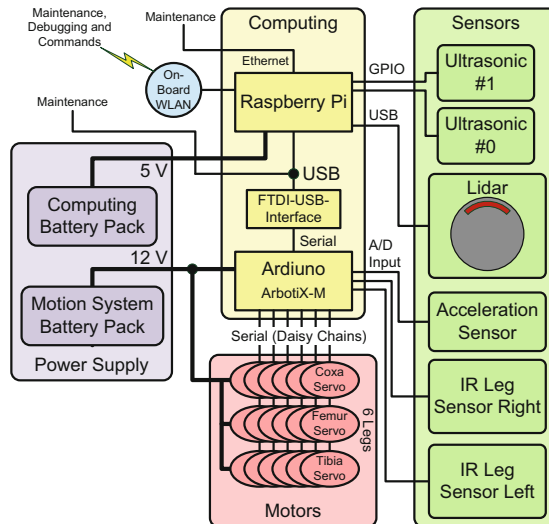 Maintenance,
Debugging and
Commands
Maintenance
Computing
Sensors
Ethernet
On-
Board
WLAN
Raspberry Pi
GPIO
USB
Ultrasonic
#1
Ultrasonic
#0
Maintenance
5 V
USB
Computing
Battery Pack
FTDI-USB-
Interface
Lidar
Serial
A/D
Input
12 V
Ardiuno
ArbotiX-M
Motion System
Battery Pack
Power Supply
Acceleration
Sensor
Serial (Daisy Chains)
Coxa
Servo
Femur
Servo
Tibia
Servo
6 Legs
Motors
IR Leg
Sensor Right
IR Leg
Sensor Left